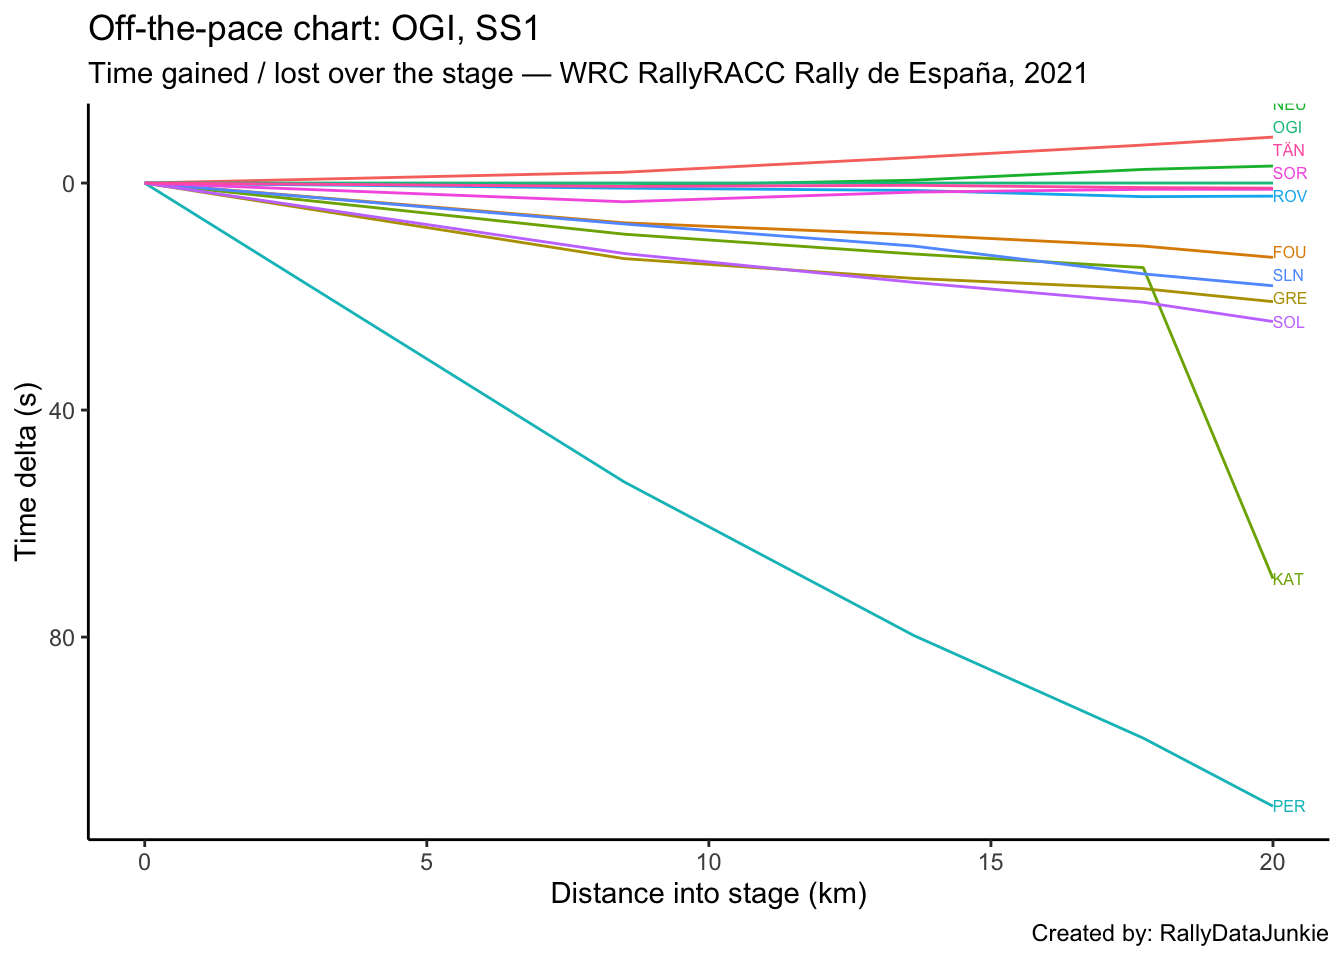 Off-the-pace chart: OGI, SS1
Time gained / lost over the stage — WRC RallyRACC Rally de España, 2021
NEU
OGI
TÄN
SOR
ROV
FOU
SLN
GRE
SOL
KAT
PER
0
40
80
Time delta (s)
0 5 10 15 20
Distance into stage (km)
Created by: RallyDataJunkie